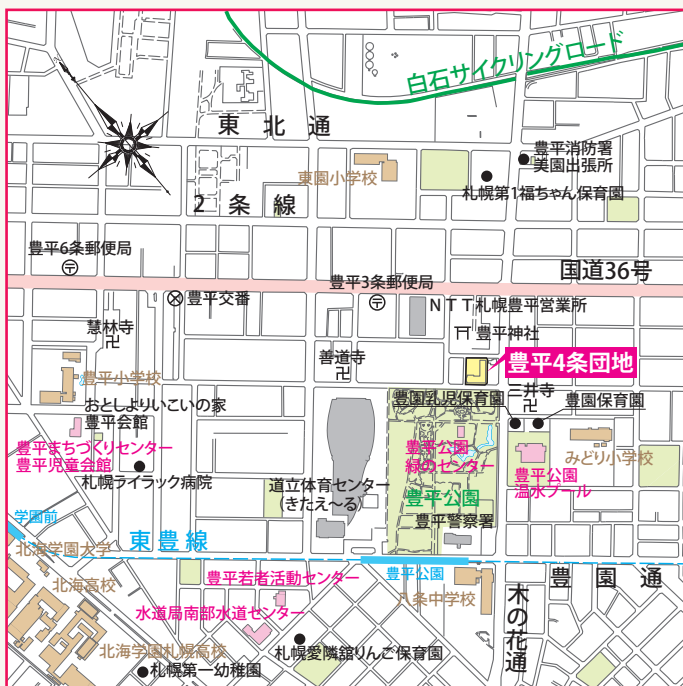 白石サイクリングロード
東北通
豊平消防署
美園出張所
東園小学校
札幌第1福ちゃん保育園
2条線
豊平6条郵便局
国道36号
豊平3条郵便局
豊平交番
NTT札幌豊平営業所
慧林寺
豊平神社
善道寺
豊平4条団地
豊平小学校
三井寺
おとしよりいこいの家
豊平会館
豊園乳児保育園
豊園保育園
豊平まちづくりセンター
豊平児童会館
豊平公園
緑のセンター
みどり小学校
札幌ライラック病院
豊平公園
温水プール
道立体育センター
(きたえ~る)
豊平公園
学園前
豊平警察署
東豊線
北海学園大学
豊平若者活動センター
豊平公園
豊園通
北海高校
八条中学校
木の花通
水道局南部水道センター
北海学園札幌高校
札幌愛隣舘りんご保育園
札幌第一幼稚園